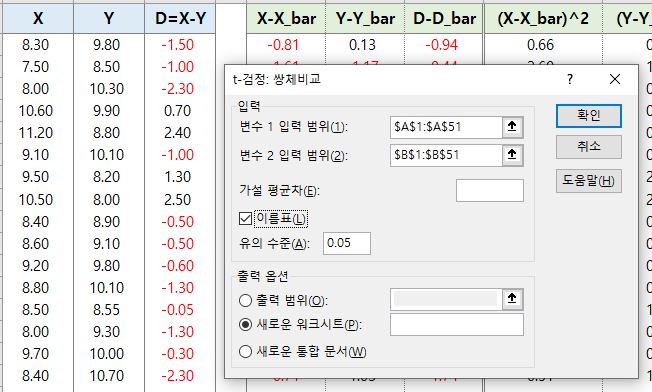 X Y D=X-Y X-X_bar Y-Y_bar D-D_bar (X-X_bar)^2 (Y-Y_
8.30 9.80 -1.50 -0.81 0.13 -0.94 0.66
7.50 8.50 -1.00
8.00 10.30 -2.30
10.60 9.90 0.70
11.20 8.80 2.40
9.10 10.10 -1.00
9.50 8.20 1.30
10.50 8.00 2.50
8.40 8.90 -0.50
8.60 9.10 -0.50
9.20 9.80 -0.60
8.80 10.10 -1.30
8.50 8.55 -0.05
8.00 9.30 -1.30
9.70 10.00 -0.30
8.40 10.70 -2.30
t-검정: 쌍체비교
? ×
입력
변수 1 입력 범위(1): $A$1:$A$51
변수 2 입력 범위(2): $B$1:$B$51
가설 평균차(E):
이름표(L)
유의 수준(A): 0.05
출력 옵션
출력 범위(O):
새로운 워크시트(P):
새로운 통합 문서(W)
확인
취소
도움말(H)